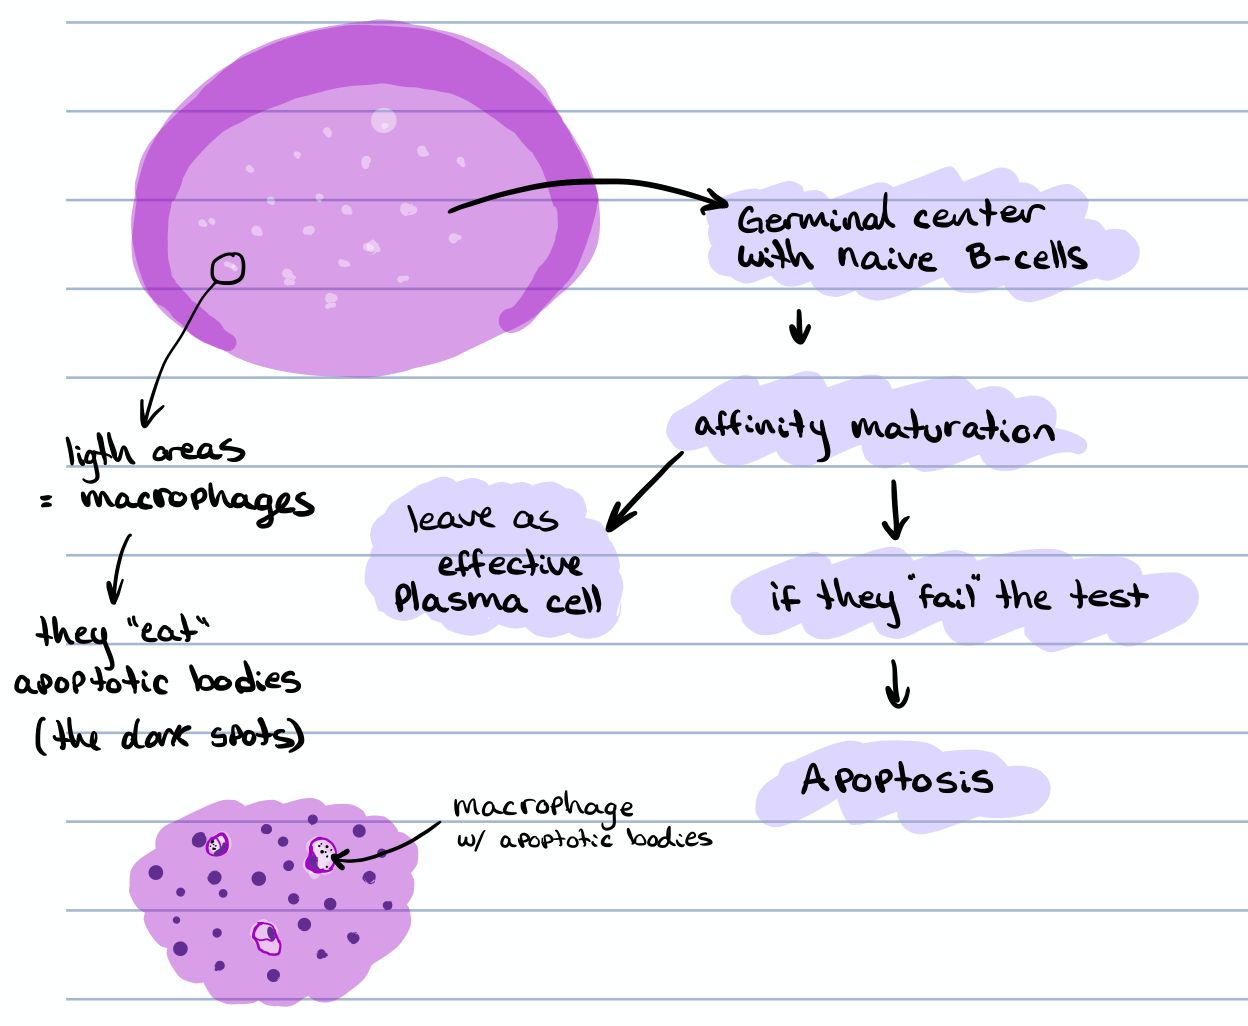 Germinal center
with naive B-cells
affinity maturation
leave as
effective
Plasma cell
if they "fail" the test
Apoptosis
ligth areas
= macrophages
they "eat"
apoptotic bodies
(the dark spots)
macrophage
w/ apoptotic bodies